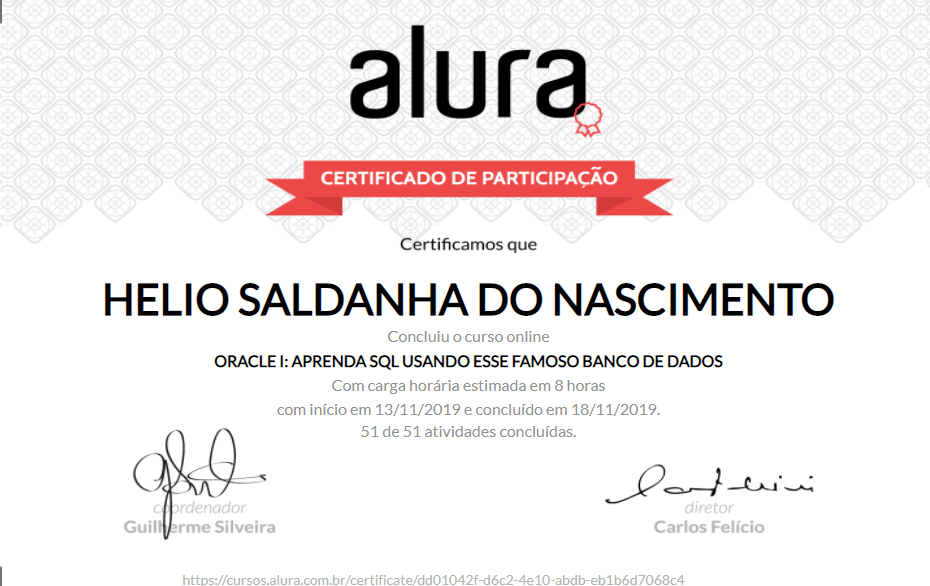 alura
CERTIFICADO DE PARTICIPAÇÃO
Certificamos que
HELIO SALDANHA DO NASCIMENTO
Concluiu o curso online
ORACLE I: APRENDA SQL USANDO ESSE FAMOSO BANCO DE DADOS
Com carga horária estimada em 8 horas
com início em 13/11/2019 e concluído em 18/11/2019.
51 de 51 atividades concluídas.
coordenador
Guilherme Silveira
diretor
Carlos Felício
https://cursos.alura.com.br/certificate/dd01042f-d6c2-4e10-abdb-eb1b6d7068c4